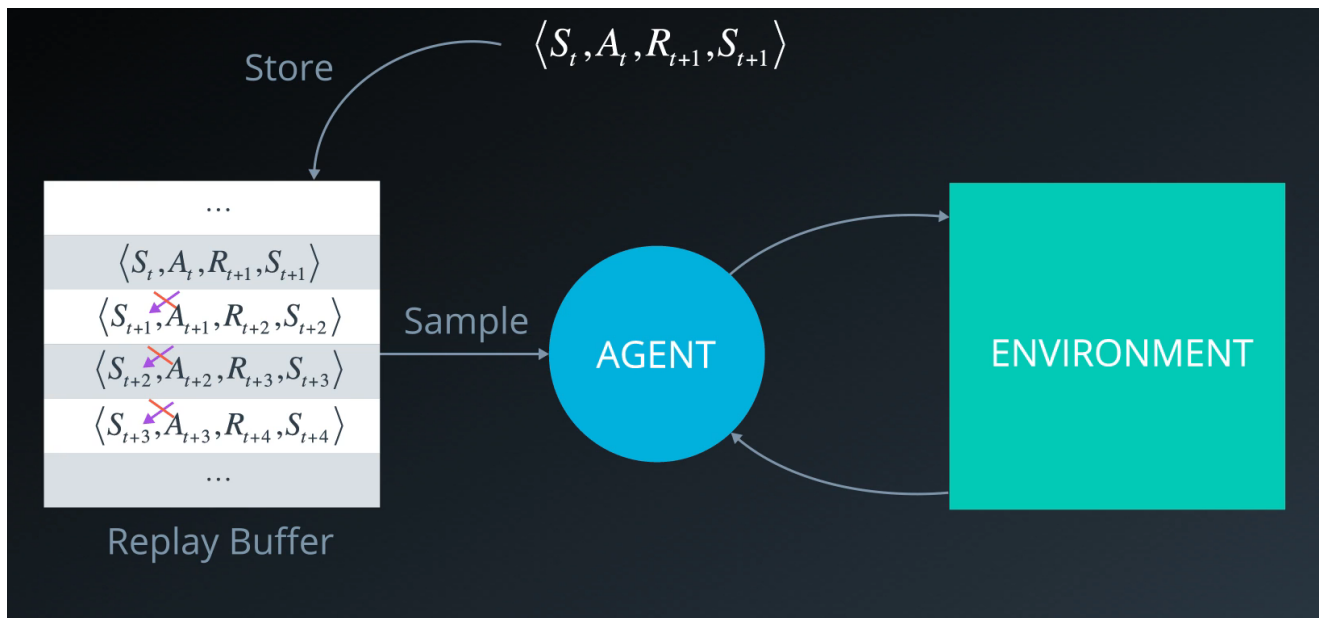 ⟨S_t, A_t, R_{t+1}, S_{t+1}⟩
Store
...
⟨S_t, A_t, R_{t+1}, S_{t+1}⟩
⟨S_{t+1}, A_{t+1}, R_{t+2}, S_{t+2}⟩
⟨S_{t+2}, A_{t+2}, R_{t+3}, S_{t+3}⟩
⟨S_{t+3}, A_{t+3}, R_{t+4}, S_{t+4}⟩
...
Replay Buffer
Sample
AGENT
ENVIRONMENT